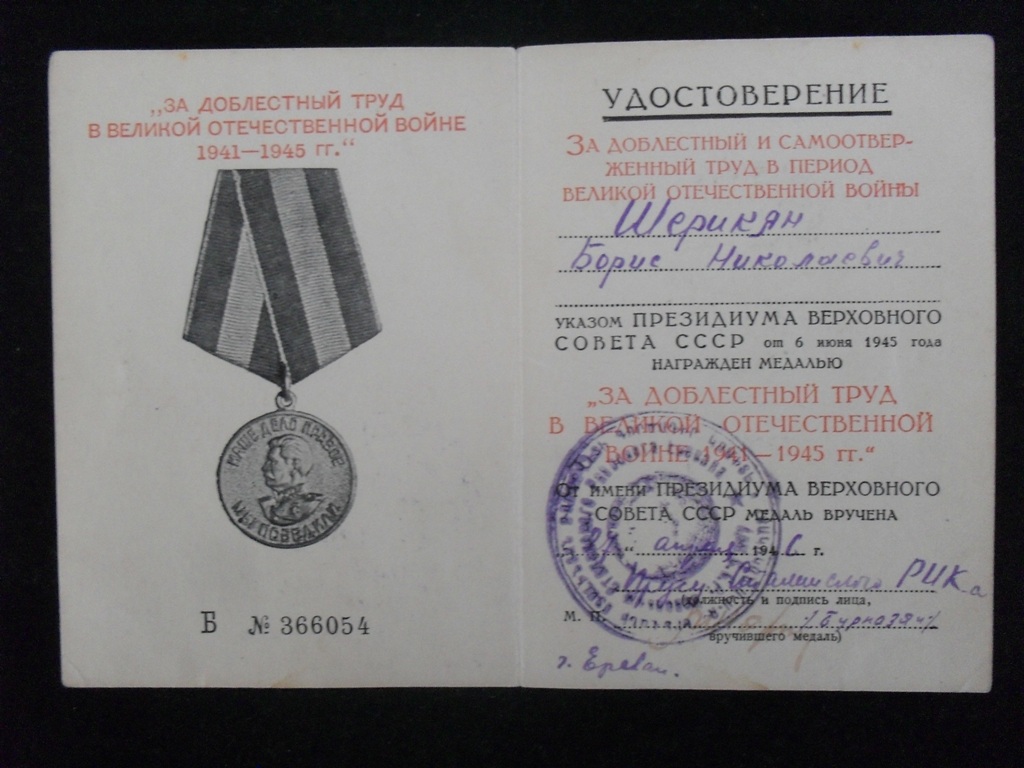 „ЗА ДОБЛЕСТНЫЙ ТРУД
В ВЕЛИКОЙ ОТЕЧЕСТВЕННОЙ ВОЙНЕ
1941—1945 гг.“
НАШЕ ДЕЛО ПРАВОЕ
МЫ ПОБЕДИЛИ
Б № 366054
УДОСТОВЕРЕНИЕ
ЗА ДОБЛЕСТНЫЙ И САМООТВЕР-
ЖЕННЫЙ ТРУД В ПЕРИОД
ВЕЛИКОЙ ОТЕЧЕСТВЕННОЙ ВОЙНЫ
Шерикян
Борис Николаевич
УКАЗОМ ПРЕЗИДИУМА ВЕРХОВНОГО
СОВЕТА СССР от 6 июня 1945 года
НАГРАЖДЕН МЕДАЛЬЮ
„ЗА ДОБЛЕСТНЫЙ ТРУД
В ВЕЛИКОЙ ОТЕЧЕСТВЕННОЙ
ВОЙНЕ 1941—1945 гг.“
ОТ ИМЕНИ ПРЕЗИДИУМА ВЕРХОВНОГО
СОВЕТА СССР МЕДАЛЬ ВРУЧЕНА
“ 1946 г.
РИК-а
(должность и подпись лица,
М. П.
вручившего медаль)
г. Ереван.